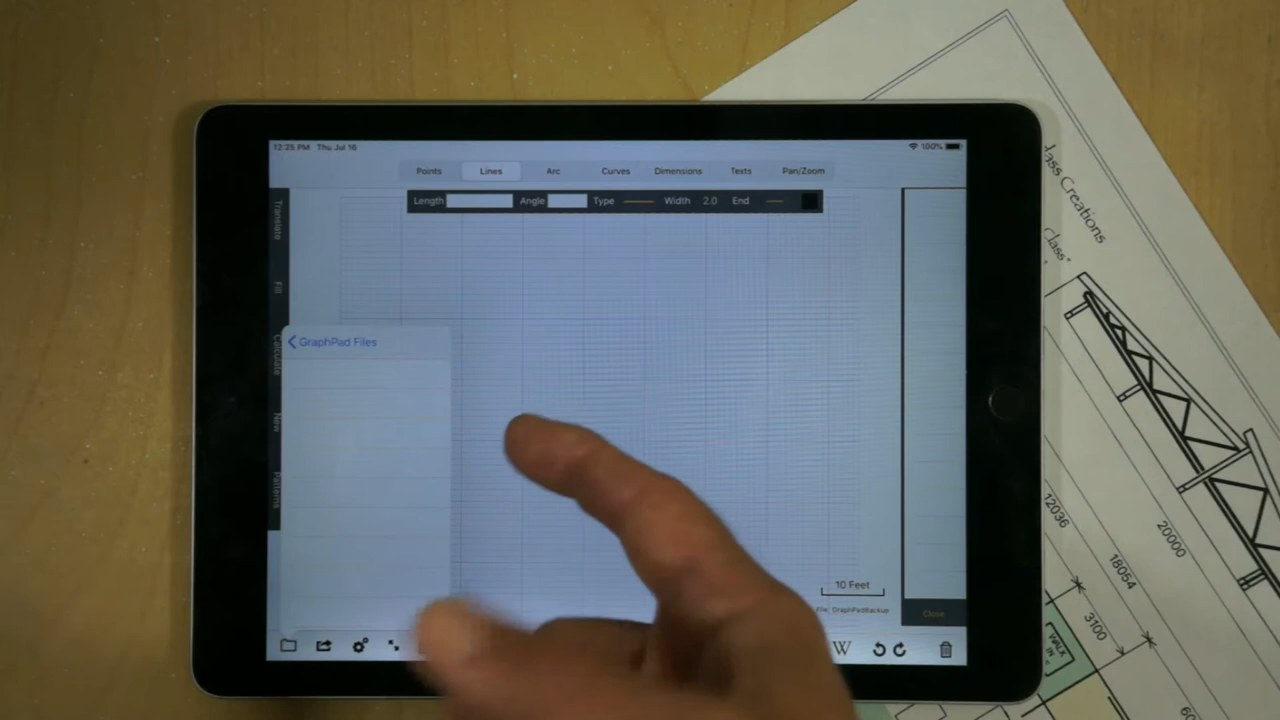 12:25 PM Thu Jul 16
100%
Points Lines Arc Curves Dimensions Texts Pan/Zoom
Length Angle Type Width 2.0 End
Translate
Fill
Calculate
New
Patterns
GraphPad Files
10 Feet
File: GraphPadBackup
Close
W
lass Creations
class"
12036
20000
18054
3100
WALK
IN